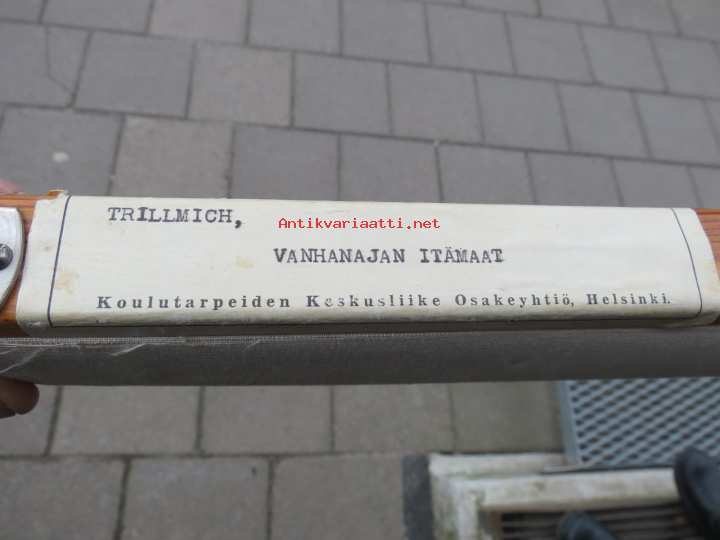 TRILLMICH,
Antikvariaatti.net
VANHANAJAN ITÄMAAT
Koulutarpeiden Keskusliike Osakeyhtiö, Helsinki.